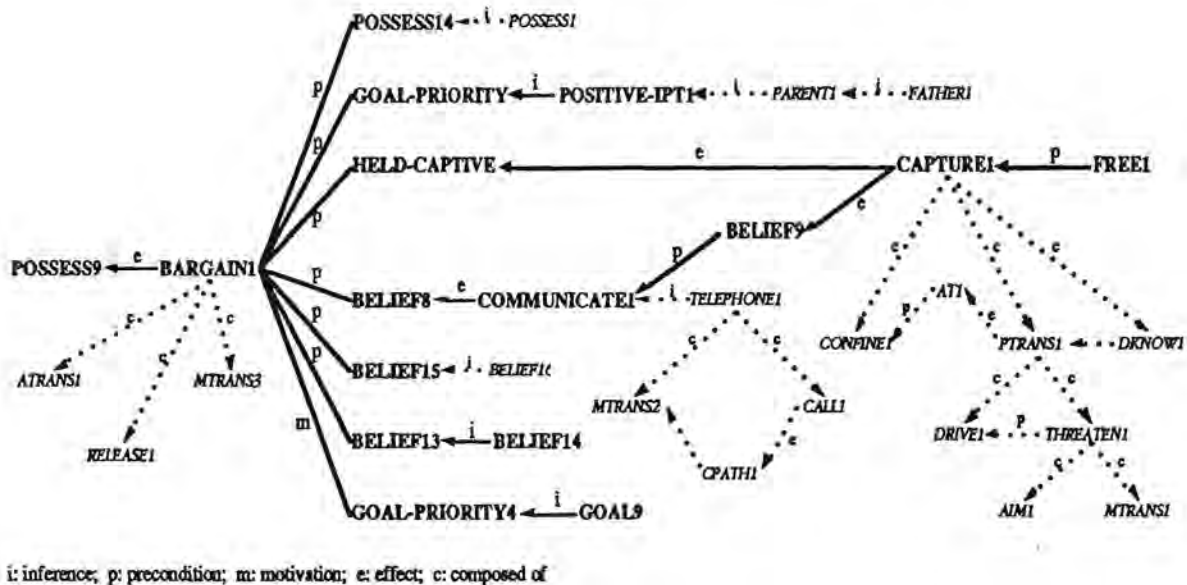 POSSESS14 i POSSESS1
p GOAL-PRIORITY i POSITIVE-IPT1 i PARENT1 i FATHER1
p HELD-CAPTIVE e CAPTURE1 p FREE1
p e BELIEF9 c c c
POSSESS9 e BARGAIN1 p BELIEF8 e COMMUNICATE1 p i TELEPHONE1 AT1
c c c p c c p e CONFINE1 PTRANS1 DKNOW1
ATRANS1 MTRANS3 p BELIEF15 i MTRANS2 CALL1 c c
RELEASE1 m BELIEF13 i BELIEF14 e DRIVE1 p THREATEN1
CPATH1 c c
GOAL-PRIORITY4 i GOAL9 AIM1 MTRANS1
i: inference; p: precondition; m: motivation; e: effect; c: composed of